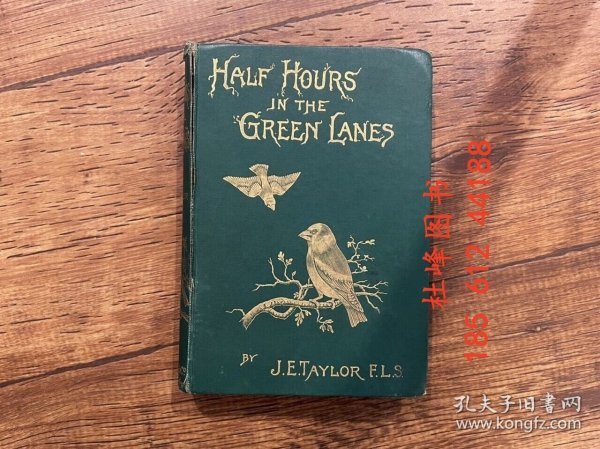 HALF HOURS
IN THE
GREEN LANES
BY J.E.TAYLOR F.L.S.
杜峰图书
185 612 44188
孔夫子旧書网
www.kongfz.com